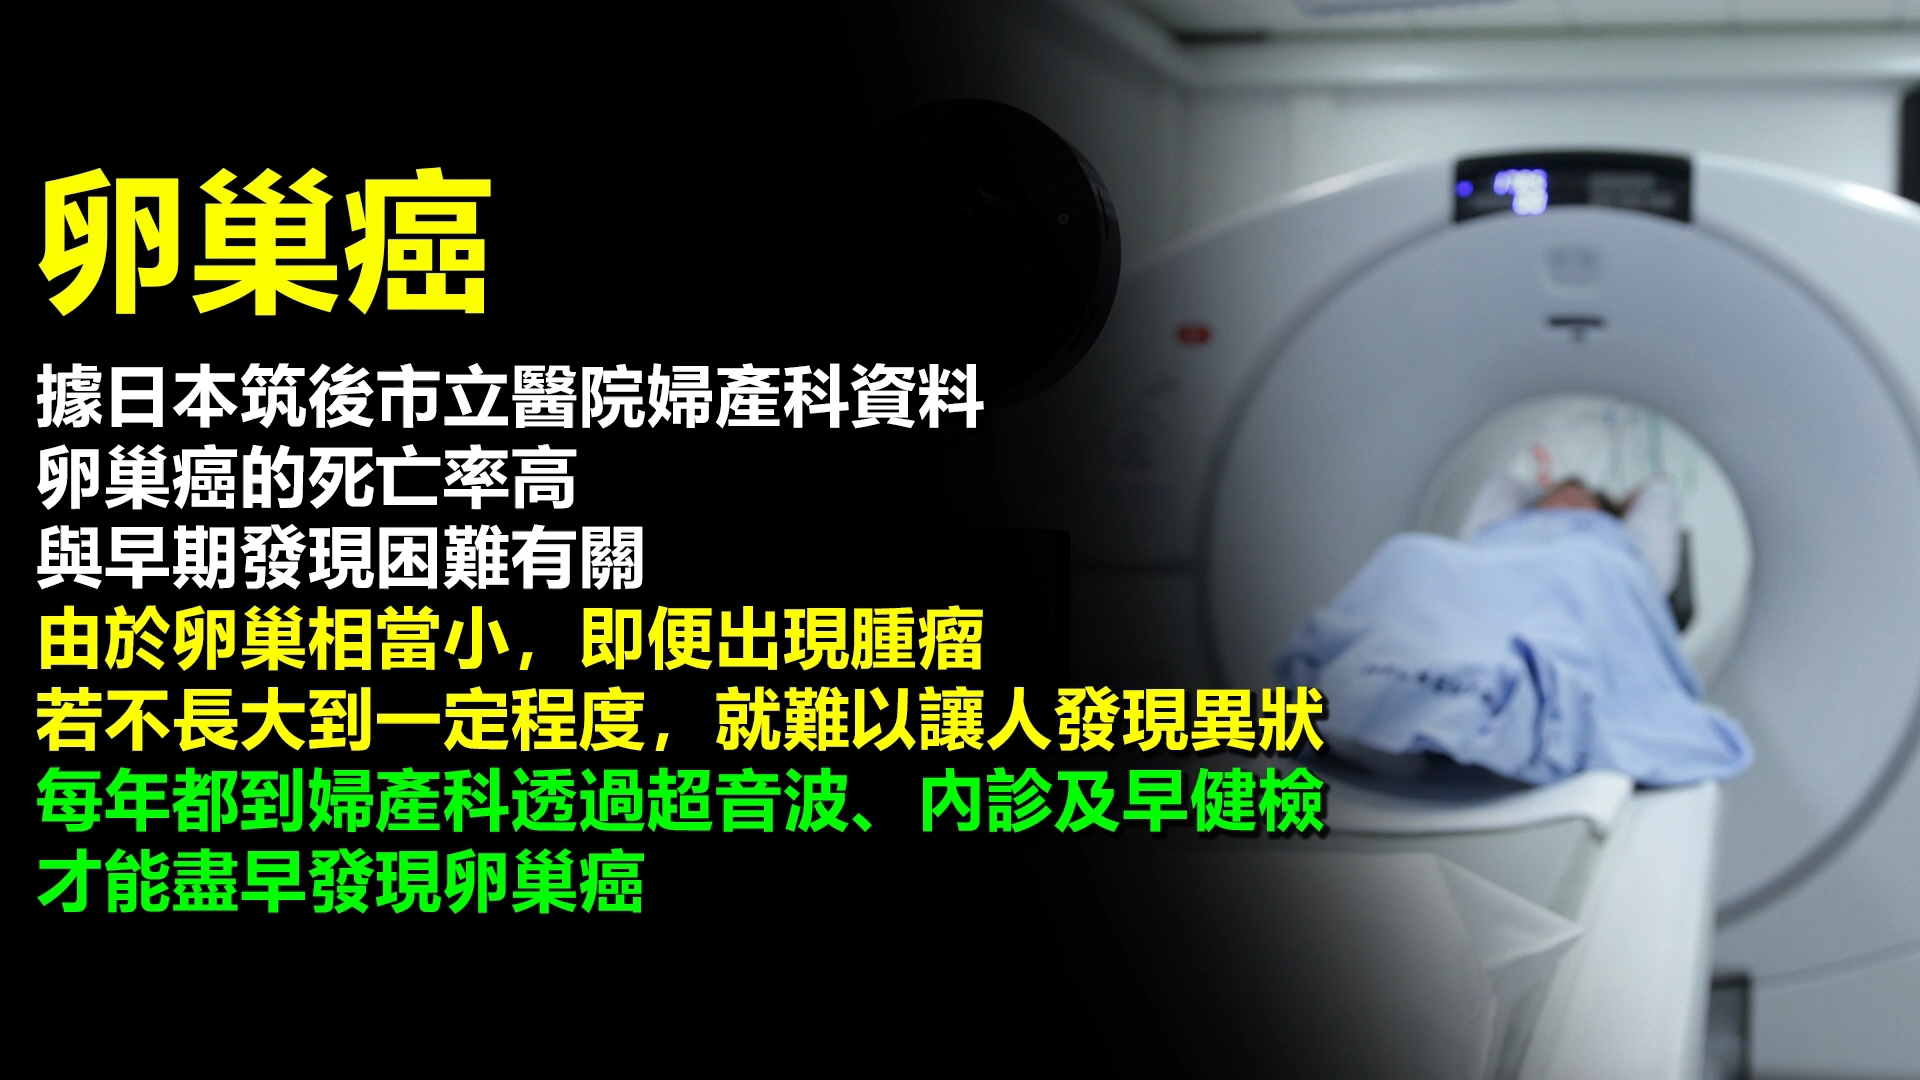 卵巢癌
據日本筑後市立醫院婦產科資料
卵巢癌的死亡率高
與早期發現困難有關
由於卵巢相當小，即便出現腫瘤
若不長大到一定程度，就難以讓人發現異狀
每年都到婦產科透過超音波、內診及早健檢
才能盡早發現卵巢癌